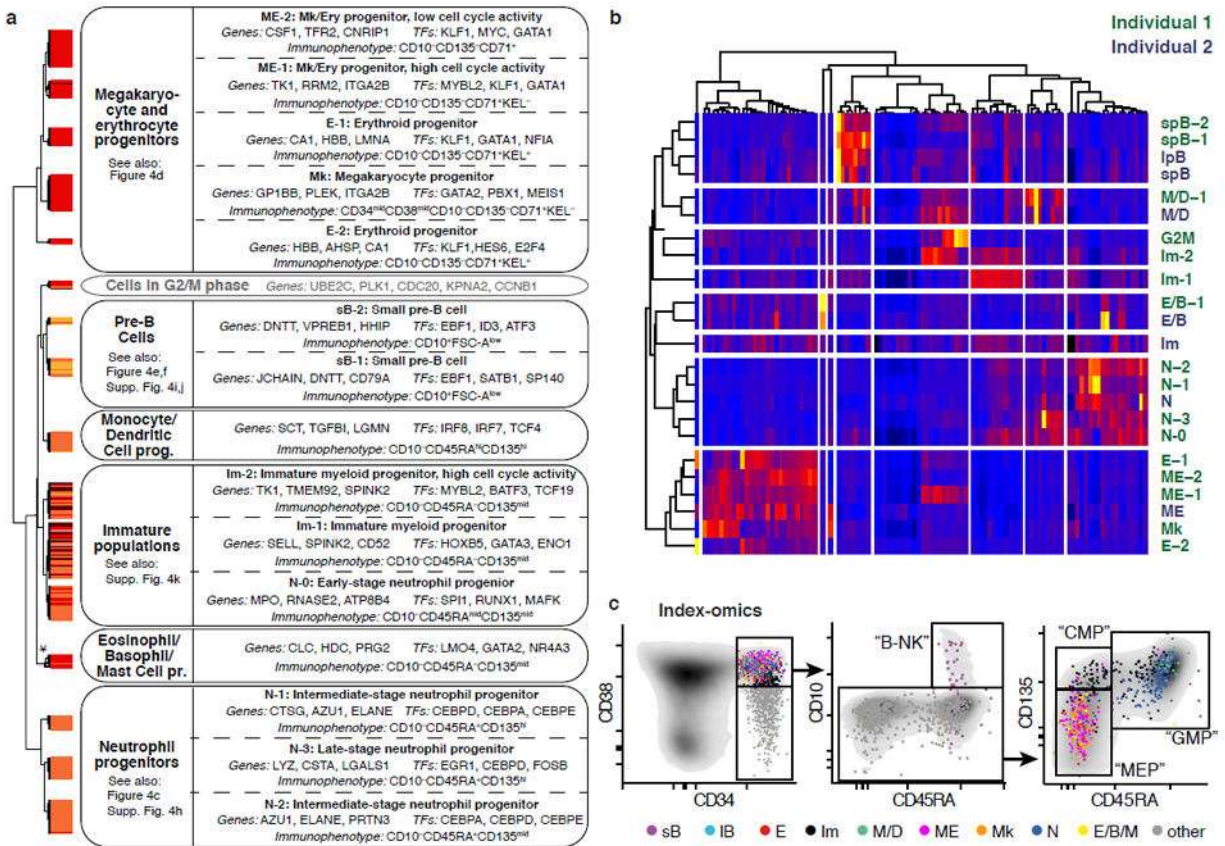 a
Megakaryo-
cyte and
erythrocyte
progenitors
See also:
Figure 4d
ME-2: Mk/Ery progenitor, low cell cycle activity
Genes: CSF1, TFR2, CNRIP1 TFs: KLF1, MYC, GATA1
Immunophenotype: CD10⁻CD135⁻CD71⁺
ME-1: Mk/Ery progenitor, high cell cycle activity
Genes: TK1, RRM2, ITGA2B TFs: MYBL2, KLF1, GATA1
Immunophenotype: CD10⁻CD135⁻CD71⁺KEL⁻
E-1: Erythroid progenitor
Genes: CA1, HBB, LMNA TFs: KLF1, GATA1, NFIA
Immunophenotype: CD10⁻CD135⁻CD71⁺KEL⁺
Mk: Megakaryocyte progenitor
Genes: GP1BB, PLEK, ITGA2B TFs: GATA2, PBX1, MEIS1
Immunophenotype: CD34ᵐⁱᵈCD38ᵐⁱᵈCD10⁻CD135⁻CD71⁺KEL⁻
E-2: Erythroid progenitor
Genes: HBB, AHSP, CA1 TFs: KLF1,HES6, E2F4
Immunophenotype: CD10⁻CD135⁻CD71⁺KEL⁺
Cells in G2/M phase Genes: UBE2C, PLK1, CDC20, KPNA2, CCNB1
Pre-B
Cells
See also:
Figure 4e,f
Supp. Fig. 4i,j
sB-2: Small pre-B cell
Genes: DNTT, VPREB1, HHIP TFs: EBF1, ID3, ATF3
Immunophenotype: CD10⁺FSC-Aˡᵒʷ
sB-1: Small pre-B cell
Genes: JCHAIN, DNTT, CD79A TFs: EBF1, SATB1, SP140
Immunophenotype: CD10⁺FSC-Aˡᵒʷ
Monocyte/
Dendritic
Cell prog.
Genes: SCT, TGFBI, LGMN TFs: IRF8, IRF7, TCF4
Immunophenotype: CD10⁻CD45RAʰⁱCD135ʰⁱ
Immature
populations
See also:
Supp. Fig. 4k
Im-2: Immature myeloid progenitor, high cell cycle activity
Genes: TK1, TMEM92, SPINK2 TFs: MYBL2, BATF3, TCF19
Immunophenotype: CD10⁻CD45RA⁻CD135ᵐⁱᵈ
Im-1: Immature myeloid progenitor
Genes: SELL, SPINK2, CD52 TFs: HOXB5, GATA3, ENO1
Immunophenotype: CD10⁻CD45RA⁻CD135ᵐⁱᵈ
N-0: Early-stage neutrophil progenior
Genes: MPO, RNASE2, ATP8B4 TFs: SPI1, RUNX1, MAFK
Immunophenotype: CD10⁻CD45RAᵐⁱᵈCD135ᵐⁱᵈ
*
Eosinophil/
Basophil/
Mast Cell pr.
Genes: CLC, HDC, PRG2 TFs: LMO4, GATA2, NR4A3
Immunophenotype: CD10⁻CD45RA⁻CD135ᵐⁱᵈ
Neutrophil
progenitors
See also:
Figure 4c
Supp. Fig. 4h
N-1: Intermediate-stage neutrophil progenitor
Genes: CTSG, AZU1, ELANE TFs: CEBPD, CEBPA, CEBPE
Immunophenotype: CD10⁻CD45RA⁺CD135ʰⁱ
N-3: Late-stage neutrophil progenitor
Genes: LYZ, CSTA, LGALS1 TFs: EGR1, CEBPD, FOSB
Immunophenotype: CD10⁻CD45RA⁺CD135ʰⁱ
N-2: Intermediate-stage neutrophil progenitor
Genes: AZU1, ELANE, PRTN3 TFs: CEBPA, CEBPD, CEBPE
Immunophenotype: CD10⁻CD45RA⁺CD135ᵐⁱᵈ
b
Individual 1
Individual 2
spB-2
spB-1
lpB
spB
M/D-1
M/D
G2M
Im-2
Im-1
E/B-1
E/B
Im
N-2
N-1
N
N-3
N-0
E-1
ME-2
ME-1
ME
Mk
E-2
c
Index-omics
CD38
CD34
"B-NK"
CD10
CD45RA
"CMP"
CD135
"GMP"
"MEP"
CD45RA
sB lB E Im M/D ME Mk N E/B/M other